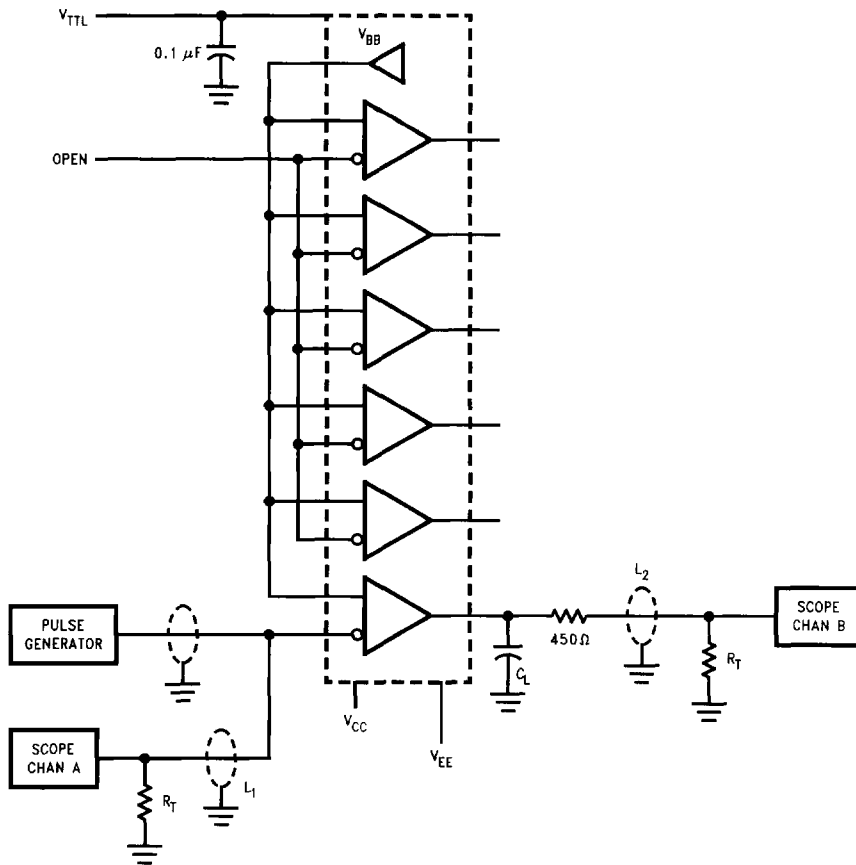 V_TTL
0.1 μF
V_BB
OPEN
PULSE
GENERATOR
SCOPE
CHAN A
R_T
L_1
V_CC
V_EE
C_L
450Ω
L_2
R_T
SCOPE
CHAN B